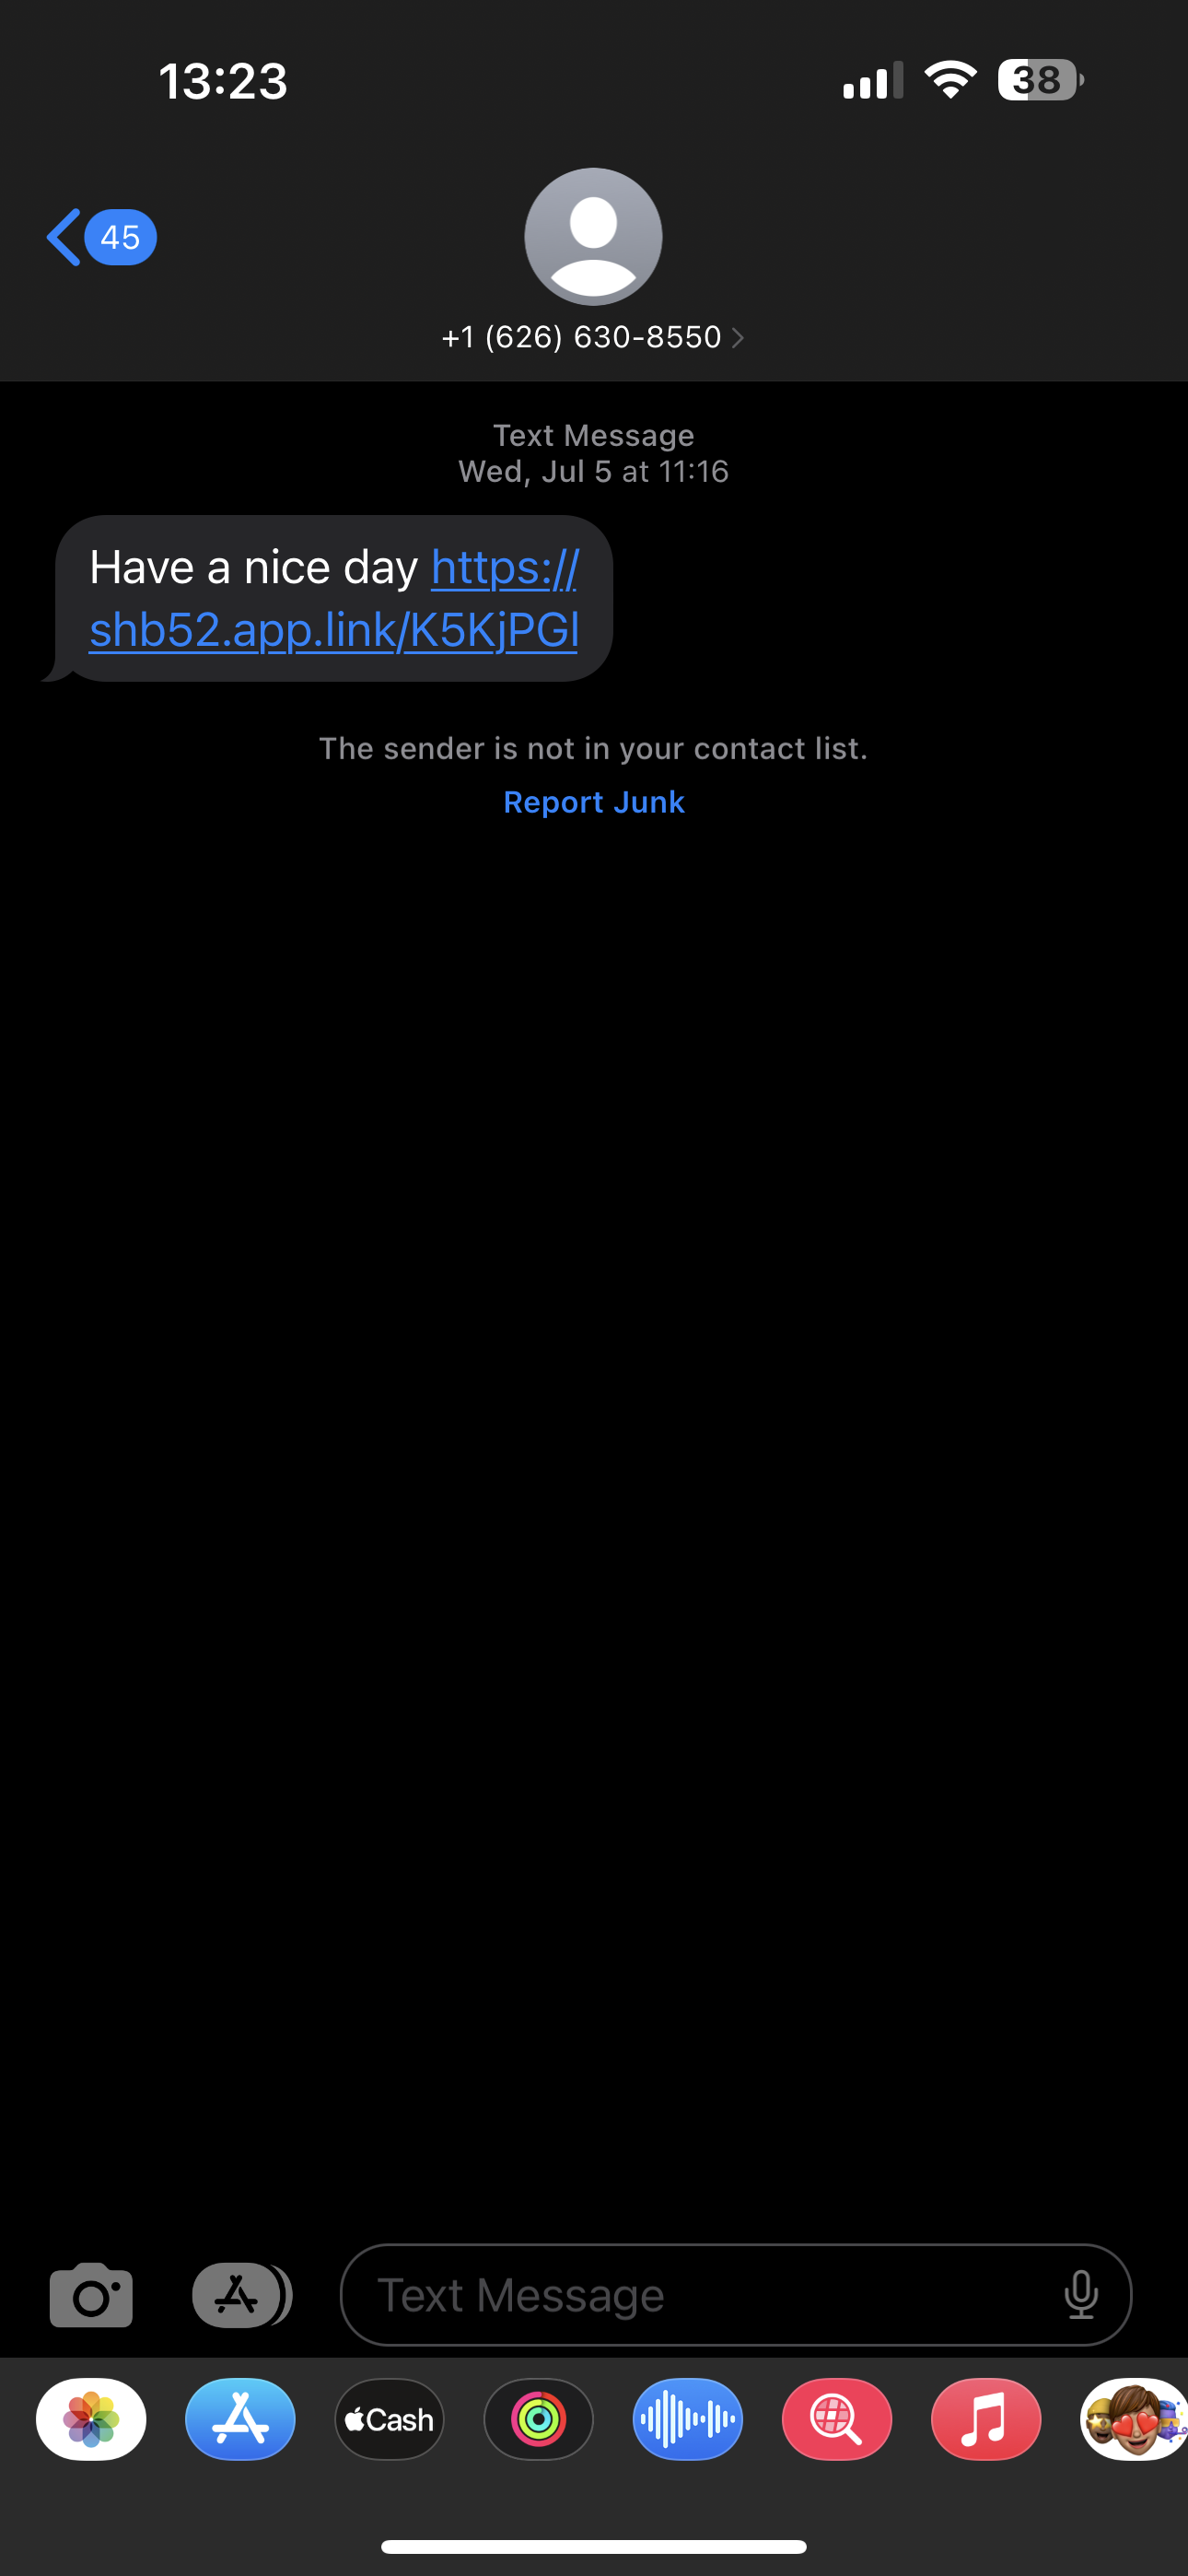 13:23
38
45
+1 (626) 630-8550
Text Message
Wed, Jul 5 at 11:16
Have a nice day https://
shb52.app.link/K5KjPGl
The sender is not in your contact list.
Report Junk
Text Message
Cash